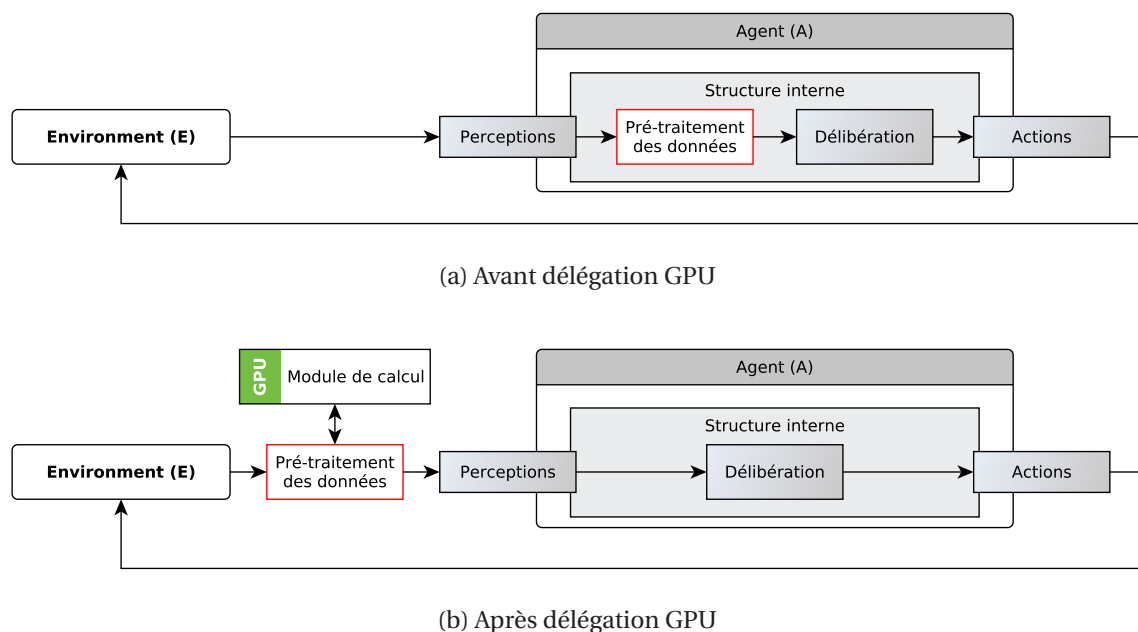 Agent (A)
Structure interne
Environment (E)
Perceptions
Pré-traitement
des données
Délibération
Actions
(a) Avant délégation GPU
GPU
Module de calcul
Agent (A)
Structure interne
Environment (E)
Pré-traitement
des données
Perceptions
Délibération
Actions
(b) Après délégation GPU